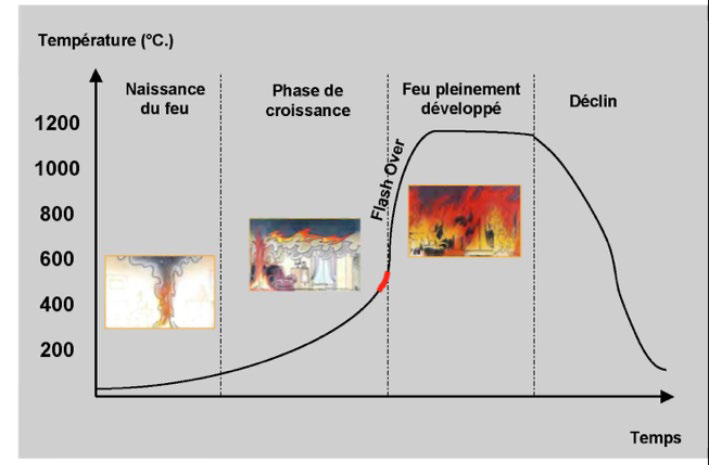 Température (°C.)
Naissance
du feu
Phase de
croissance
Feu pleinement
développé
Déclin
1200
1000
800
600
400
200
Flash Over
Temps